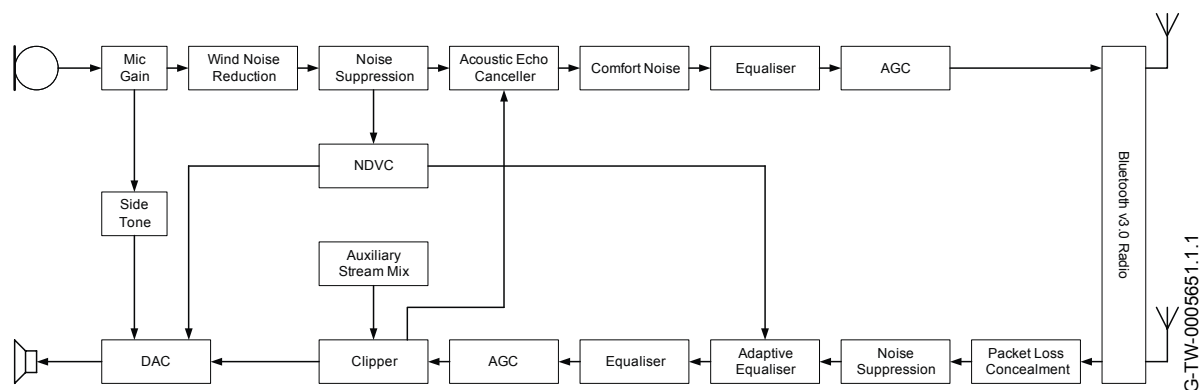 Mic
Gain
Wind Noise
Reduction
Noise
Suppression
Acoustic Echo
Canceller
Comfort Noise
Equaliser
AGC
NDVC
Side
Tone
Auxiliary
Stream Mix
DAC
Clipper
AGC
Equaliser
Adaptive
Equaliser
Noise
Suppression
Packet Loss
Concealment
Bluetooth v3.0 Radio
G-TW-0005651.1.1